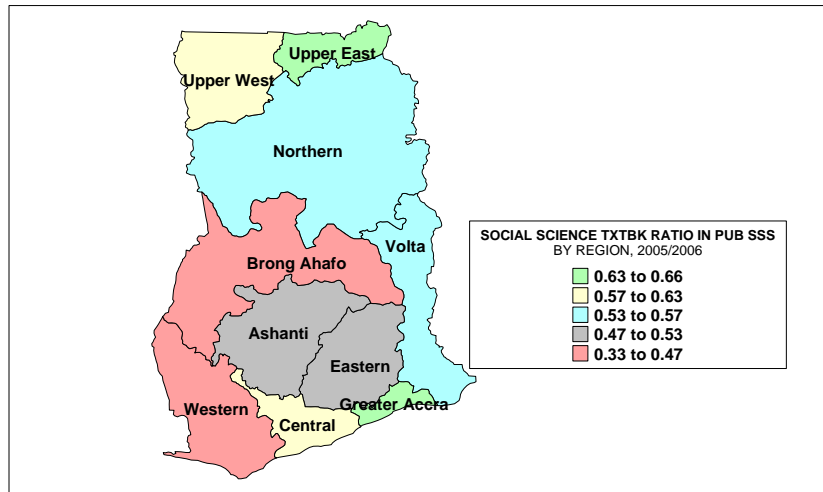 Upper East
Upper West
Northern
Volta
SOCIAL SCIENCE TXTBK RATIO IN PUB SSS
BY REGION, 2005/2006
0.63 to 0.66
0.57 to 0.63
0.53 to 0.57
0.47 to 0.53
0.33 to 0.47
Brong Ahafo
Ashanti
Eastern
Greater Accra
Western
Central